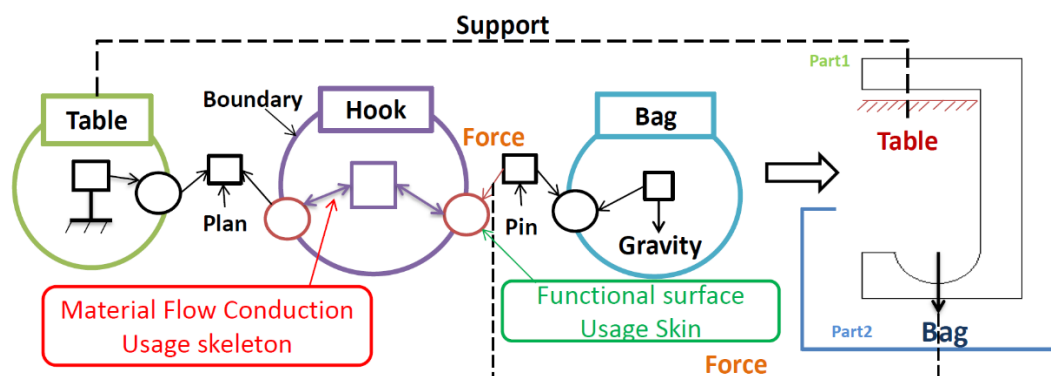 Support
Part1
Boundary
Table
Hook
Bag
Force
Table
Plan
Pin
Gravity
Material Flow Conduction
Usage skeleton
Functional surface
Usage Skin
Part2
Bag
Force